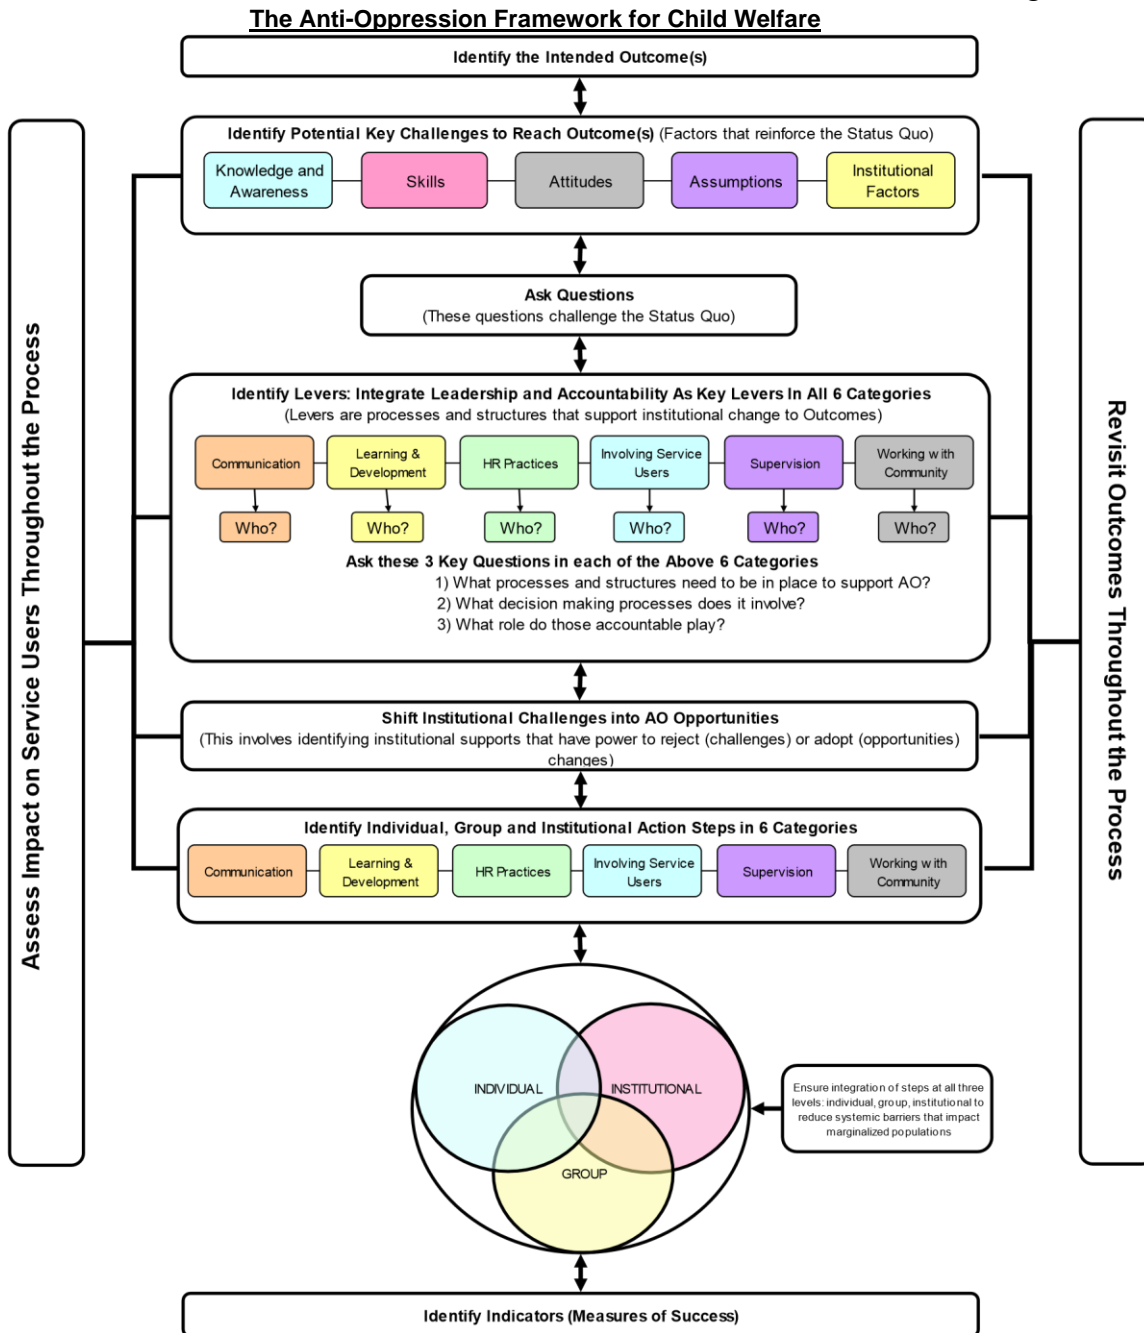 The Anti-Oppression Framework for Child Welfare
Identify the Intended Outcome(s)
Identify Potential Key Challenges to Reach Outcome(s) (Factors that reinforce the Status Quo)
Knowledge and
Awareness
Skills
Attitudes
Assumptions
Institutional
Factors
Ask Questions
(These questions challenge the Status Quo)
Identify Levers: Integrate Leadership and Accountability As Key Levers In All 6 Categories
(Levers are processes and structures that support institutional change to Outcomes)
Communication
Learning &
Development
HR Practices
Involving Service
Users
Supervision
Working with
Community
Who?
Who?
Who?
Who?
Who?
Who?
Ask these 3 Key Questions in each of the Above 6 Categories
1) What processes and structures need to be in place to support AO?
2) What decision making processes does it involve?
3) What role do those accountable play?
Shift Institutional Challenges into AO Opportunities
(This involves identifying institutional supports that have power to reject (challenges) or adopt (opportunities)
changes)
Identify Individual, Group and Institutional Action Steps in 6 Categories
Communication
Learning &
Development
HR Practices
Involving Service
Users
Supervision
Working with
Community
INDIVIDUAL
INSTITUTIONAL
GROUP
Ensure integration of steps at all three
levels: individual, group, institutional to
reduce systemic barriers that impact
marginalized populations
Identify Indicators (Measures of Success)
Assess Impact on Service Users Throughout the Process
Revisit Outcomes Throughout the Process